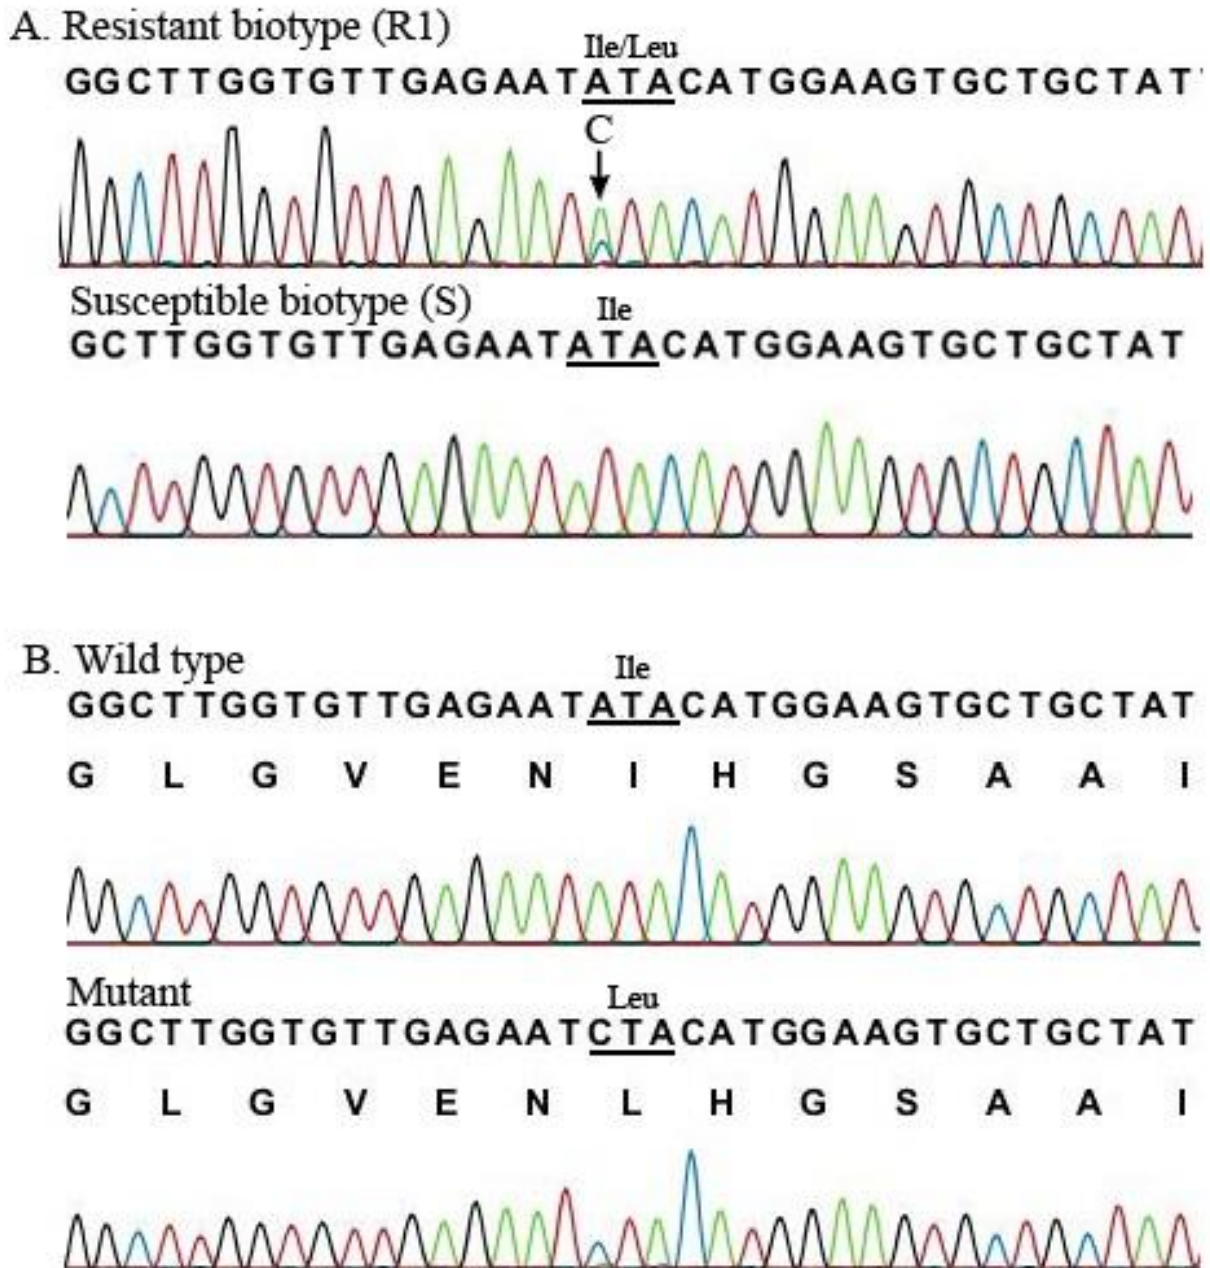 A. Resistant biotype (R1)
Ile/Leu
GGCTTGGTGTTGAGAATATACATGGAAGTGCTGCTAT
C
Susceptible biotype (S)
Ile
GCTTGGTGTTGAGAATATACATGGAAGTGCTGCTAT
B. Wild type
Ile
GGCTTGGTGTTGAGAATATACATGGAAGTGCTGCTAT
G L G V E N I H G S A A I
Mutant
Leu
GGCTTGGTGTTGAGAATCTACATGGAAGTGCTGCTAT
G L G V E N L H G S A A I